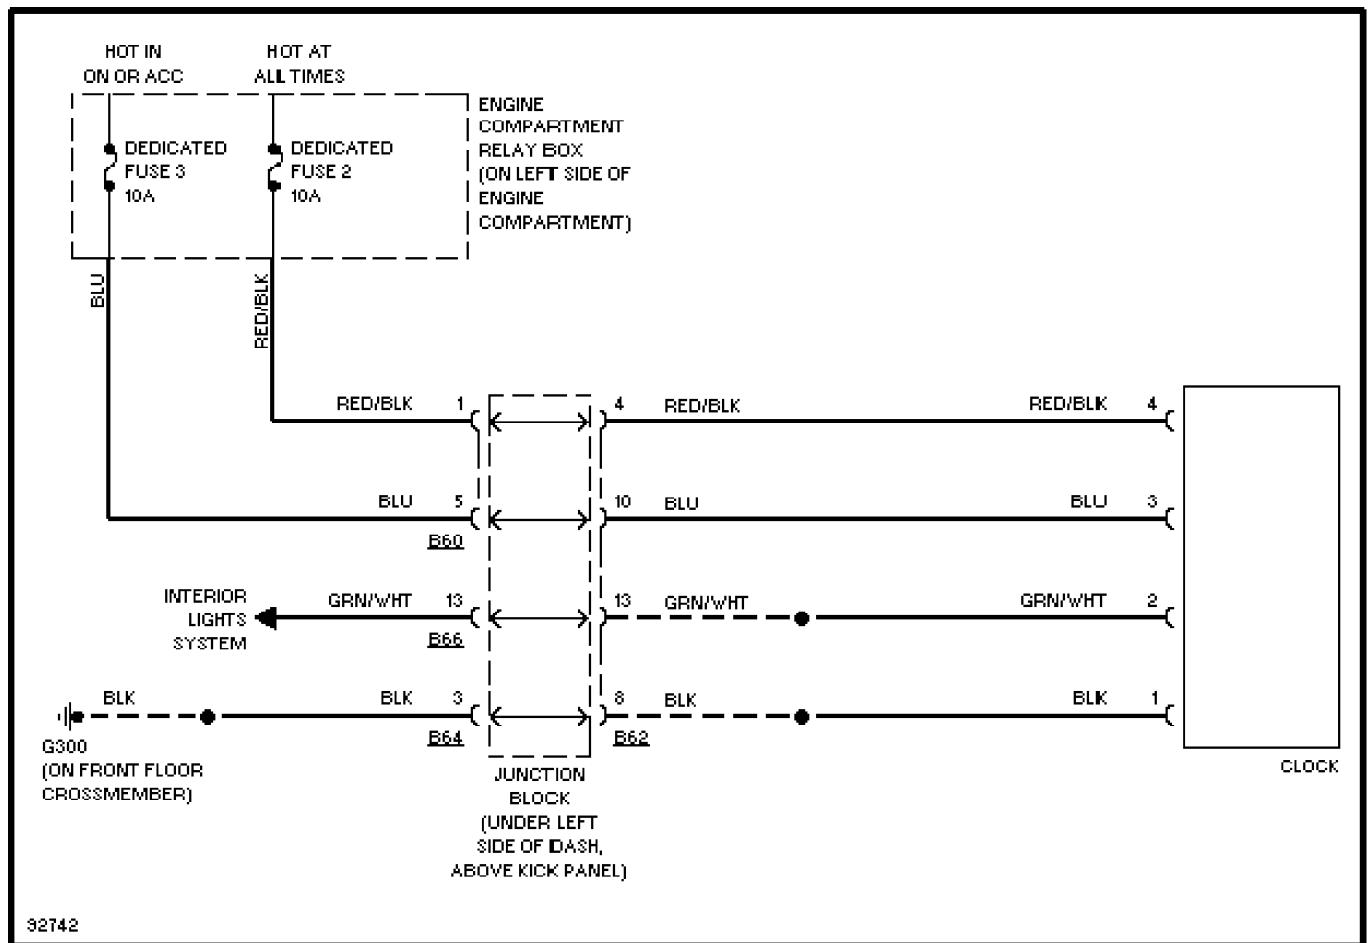 HOT IN
ON OR ACC
HOT AT
ALL TIMES
DEDICATED
FUSE 3
10A
DEDICATED
FUSE 2
10A
ENGINE
COMPARTMENT
RELAY BOX
(ON LEFT SIDE OF
ENGINE
COMPARTMENT)
BLU
RED/BLK
RED/BLK 1 4 RED/BLK RED/BLK 4
BLU 5 10 BLU BLU 3
B60
INTERIOR
LIGHTS
SYSTEM
GRN/WHT 13 13 GRN/WHT GRN/WHT 2
B66
BLK BLK 3 8 BLK BLK 1
B64 B62
G300
(ON FRONT FLOOR
CROSSMEMBER)
JUNCTION
BLOCK
(UNDER LEFT
SIDE OF DASH,
ABOVE KICK PANEL)
CLOCK
92742